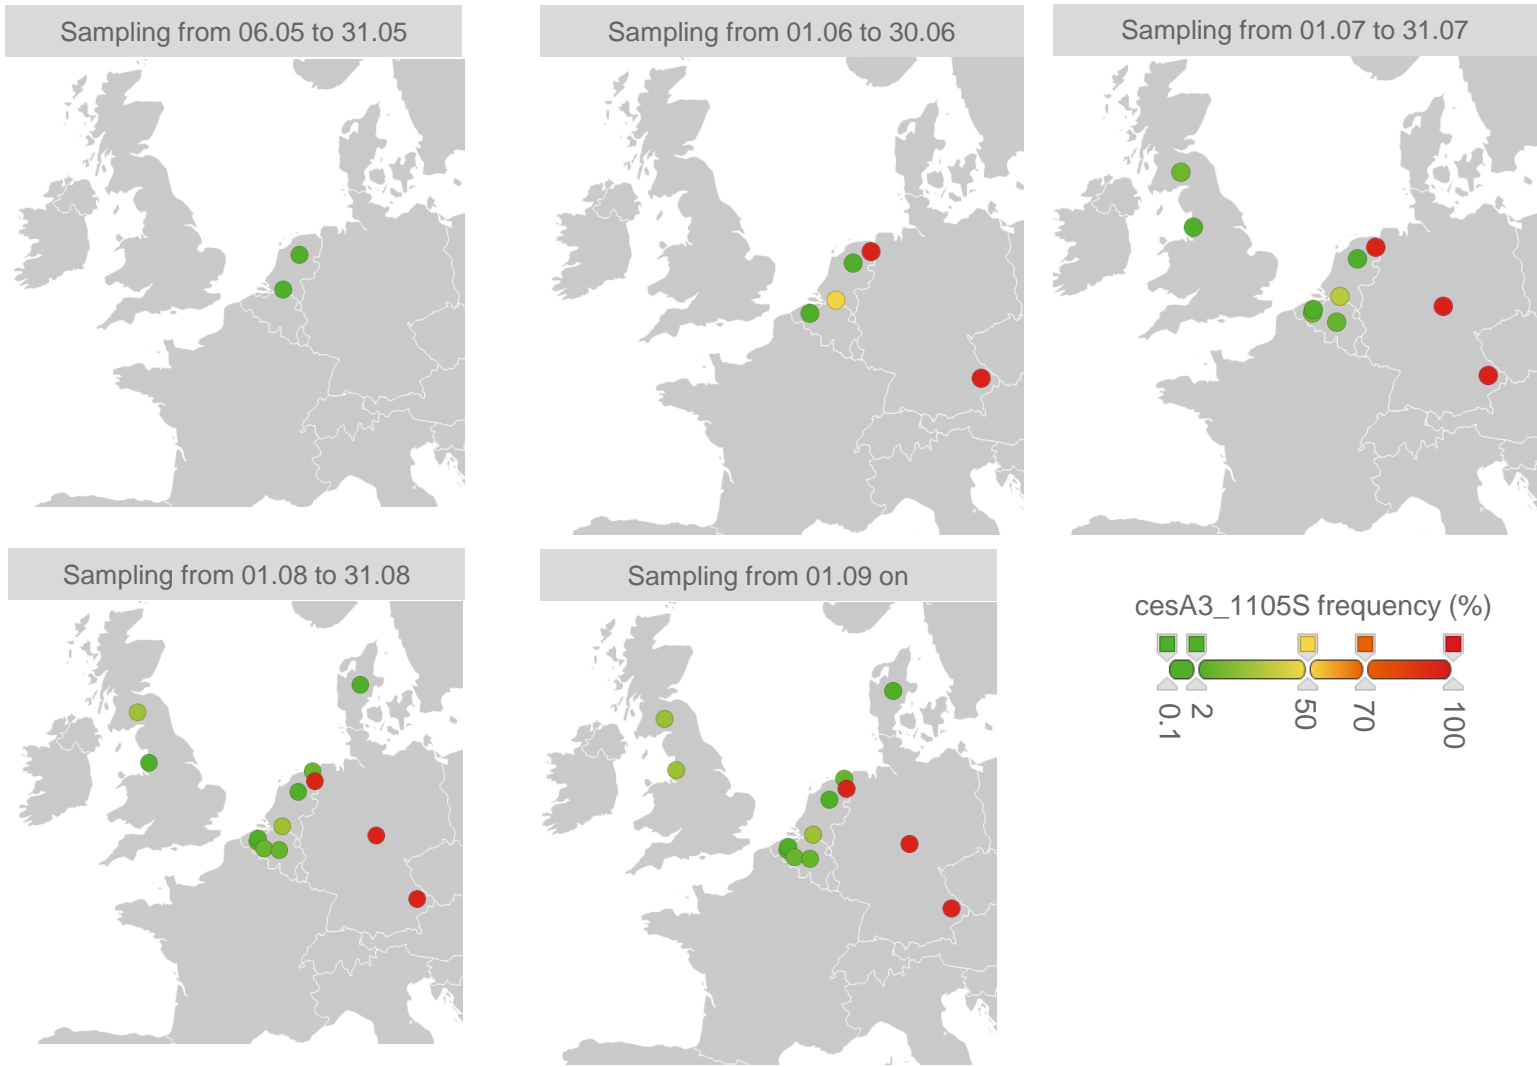 Sampling from 06.05 to 31.05
Sampling from 01.06 to 30.06
Sampling from 01.07 to 31.07
Sampling from 01.08 to 31.08
Sampling from 01.09 on
cesA3_1105S frequency (%)
0.1
2
50
70
100